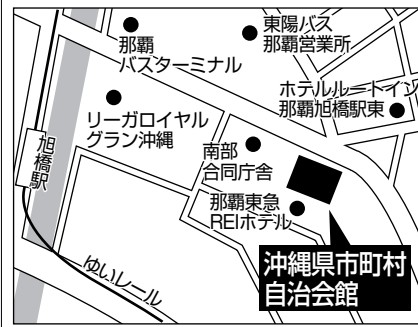 那覇
バスターミナル
東陽バス
那覇営業所
ホテルルートイン
那覇旭橋駅東
リーガロイヤル
グラン沖縄
南部
合同庁舎
旭橋駅
那覇東急
REIホテル
沖縄県市町村
自治会館
ゆいレール